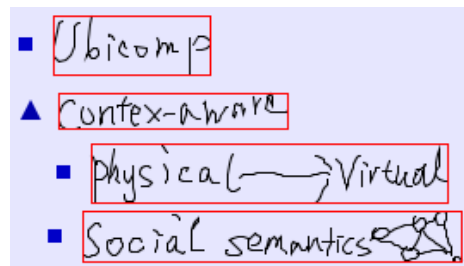 Ubicomp
Contex-aware
physical → Virtual
Social semantics